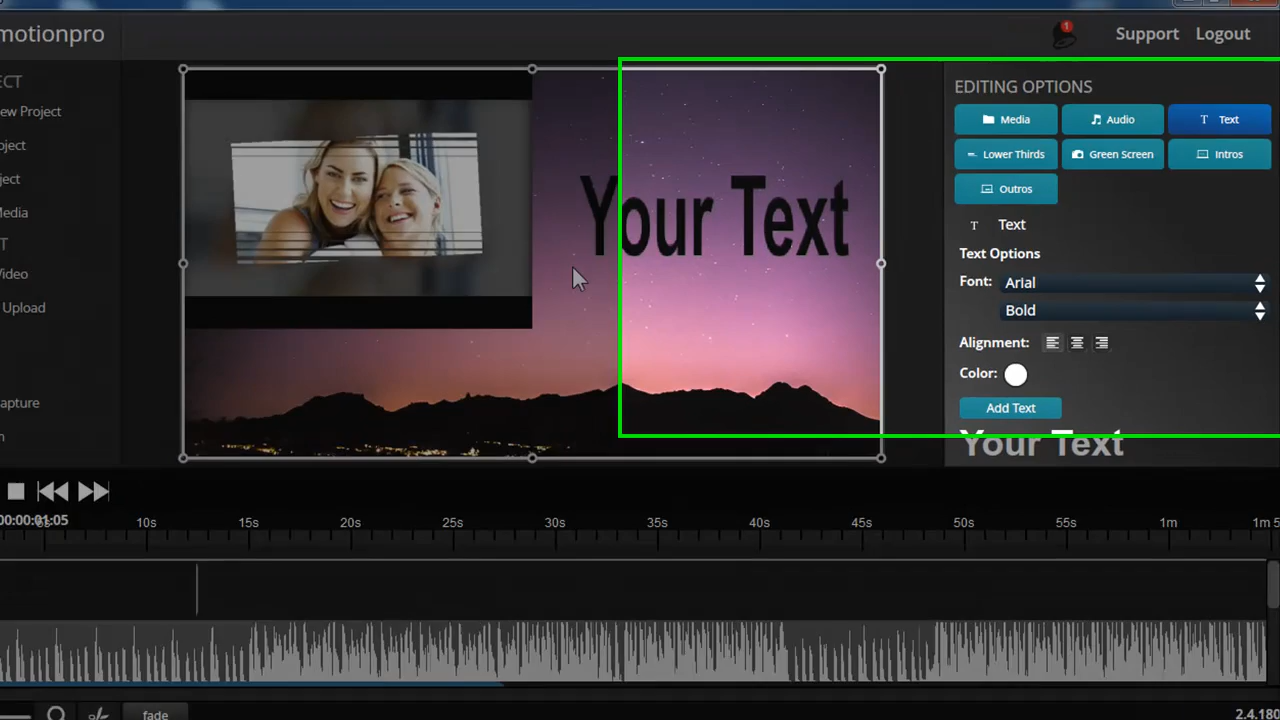 motionpro
Support Logout
ECT
ew Project
oject
ject
Media
T
Video
Upload
apture
n
Your Text
EDITING OPTIONS
Media Audio T Text
Lower Thirds Green Screen Intros
Outros
T Text
Text Options
Font: Arial
Bold
Alignment:
Color:
Add Text
Your Text
1
00:00:01:05
5s 10s 15s 20s 25s 30s 35s 40s 45s 50s 55s 1m 1m 5
fade
2.4.180